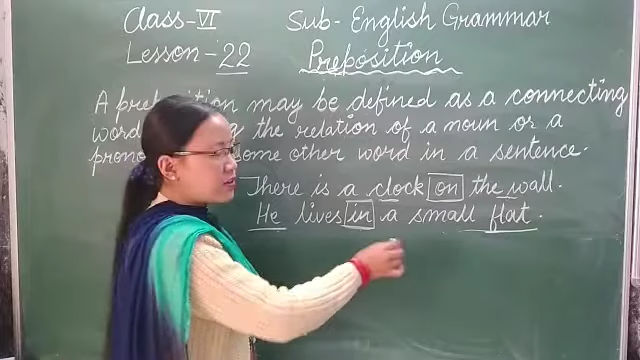 Class-VI Sub- English Grammar
Lesson-22 Preposition
A prep tion may be defined as a connecting
word g the relation of a noun or a
prono some other word in a sentence.
There is a clock on the wall.
He lives in a small flat.